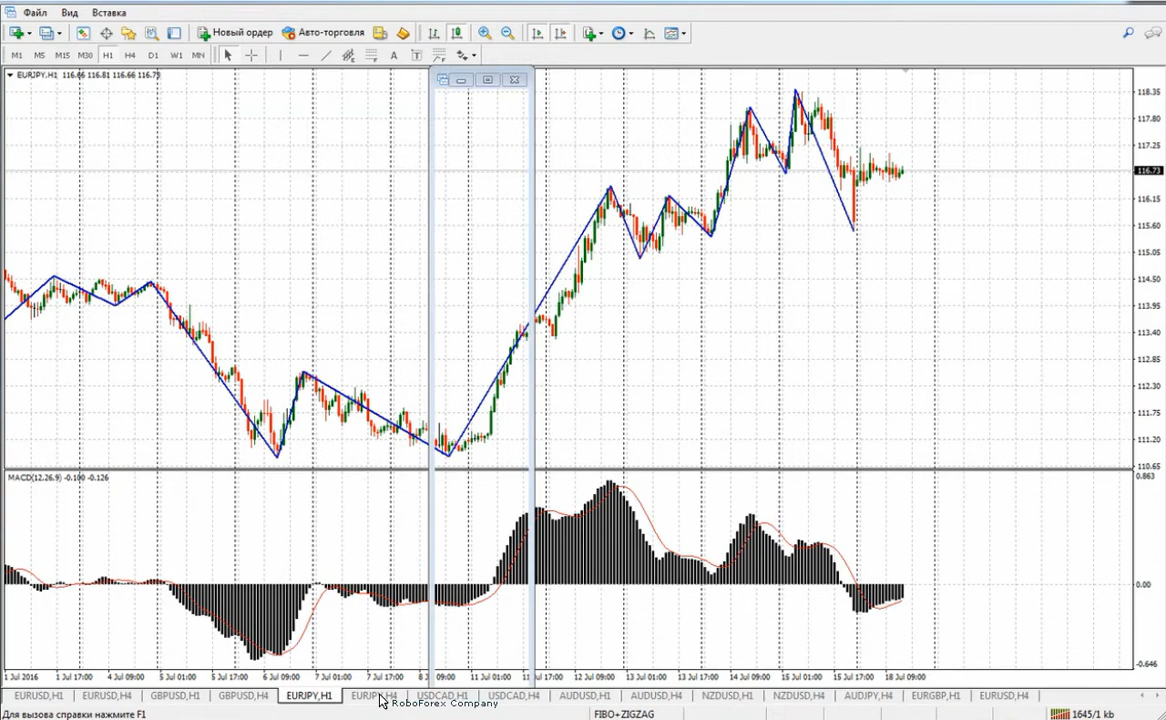 Файл Вид Вставка
Новый ордер Авто-торговля
M1 M5 M15 M30 H1 H4 D1 W1 MN A T
EURJPY,H1 116.66 116.81 116.66 116.73
118.35
117.80
117.25
116.73
116.15
115.60
115.05
114.50
113.95
113.40
112.85
112.30
111.75
111.20
110.65
MACD(12,26,9) -0.100 -0.126
0.863
0.00
-0.646
1 Jul 2016 1 Jul 17:00 4 Jul 09:00 5 Jul 01:00 5 Jul 17:00 6 Jul 09:00 7 Jul 01:00 7 Jul 17:00 11 Jul 01:00 17:00 12 Jul 09:00 13 Jul 01:00 13 Jul 17:00 14 Jul 09:00 15 Jul 01:00 15 Jul 17:00 18 Jul 09:00
EURUSD,H1 EURUSD,H4 GBPUSD,H1 GBPUSD,H4 EURJPY,H1 EURJPY,H4 USDCAD,H1 USDCAD,H4 AUDUSD,H1 AUDUSD,H4 NZDUSD,H1 NZDUSD,H4 AUDJPY,H4 EURGBP,H1 EURUSD,H4
RoboForex Company
Для вызова справки нажмите F1 FIBO+ZIGZAG 1645/1 kb